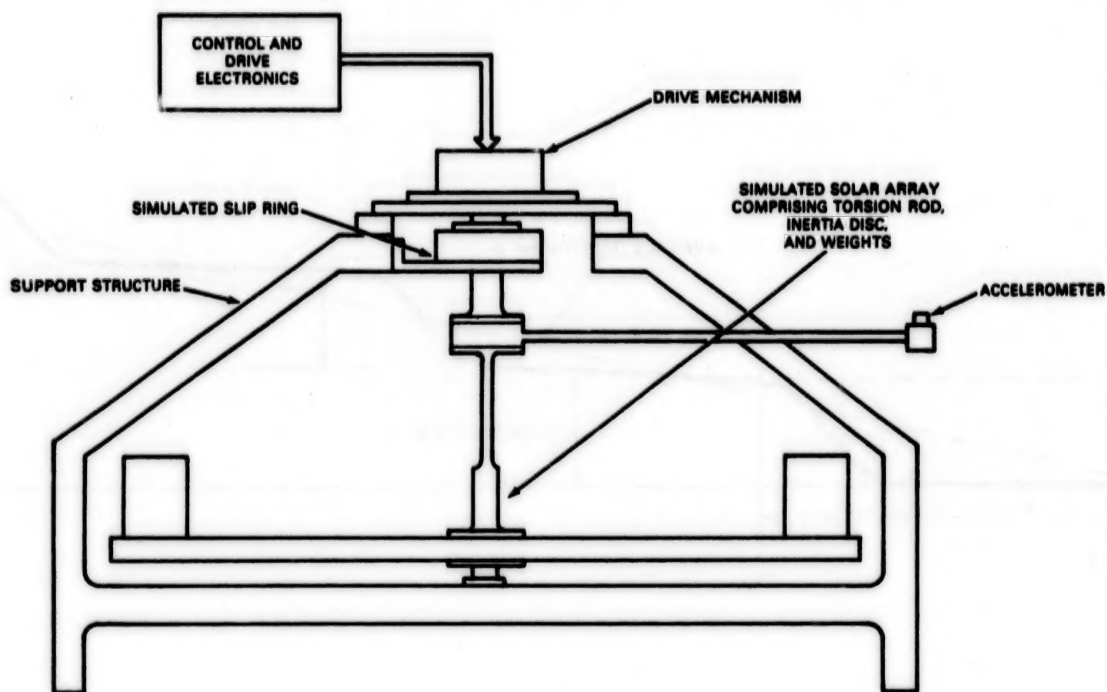 CONTROL AND
DRIVE
ELECTRONICS
DRIVE MECHANISM
SIMULATED SOLAR ARRAY
COMPRISING TORSION ROD,
INERTIA DISC,
AND WEIGHTS
SIMULATED SLIP RING
SUPPORT STRUCTURE
ACCELEROMETER